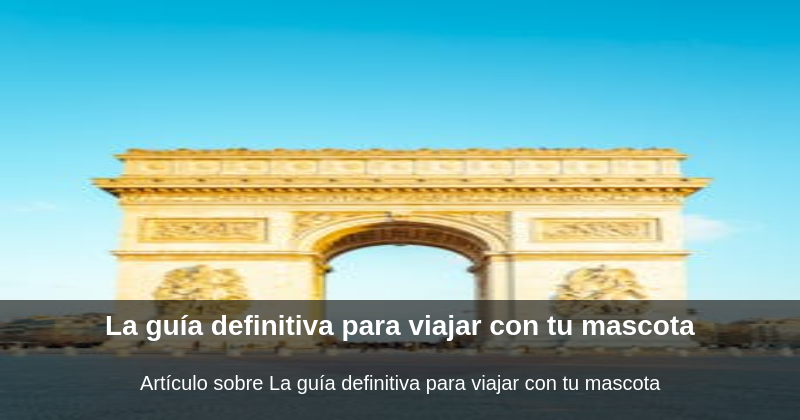 La guía definitiva para viajar con tu mascota
Artículo sobre La guía definitiva para viajar con tu mascota